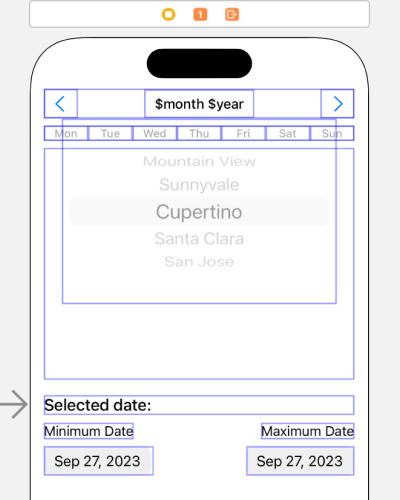 1
$month $year
Mon Tue Wed Thu Fri Sat Sun
Mountain View
Sunnyvale
Cupertino
Santa Clara
San Jose
Selected date:
Minimum Date Maximum Date
Sep 27, 2023 Sep 27, 2023